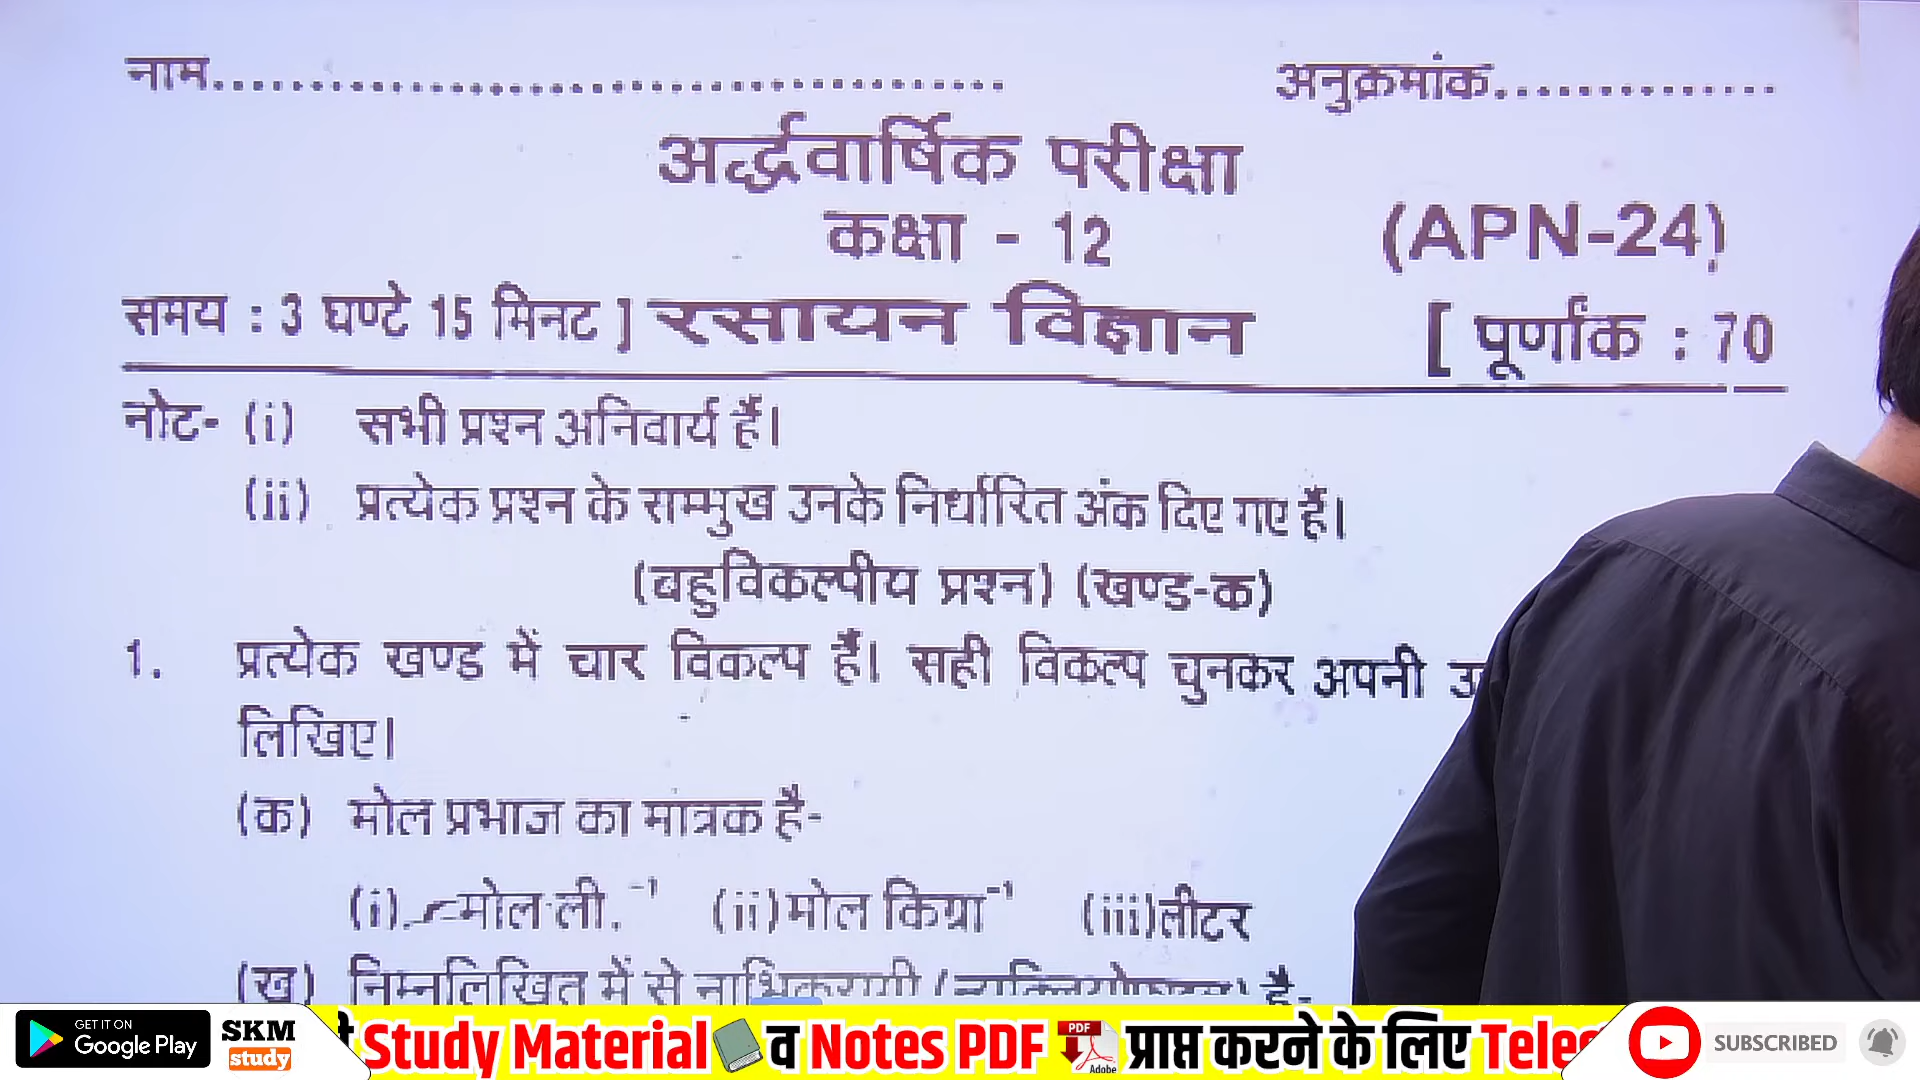 नाम......................................... अनुक्रमांक...............
अर्द्धवार्षिक परीक्षा
कक्षा - 12 (APN-24)
समय : 3 घण्टे 15 मिनट ] रसायन विज्ञान [ पूर्णांक : 70
नोट- (i) सभी प्रश्न अनिवार्य हैं।
(ii) प्रत्येक प्रश्न के सम्मुख उनके निर्धारित अंक दिए गए हैं।
(बहुविकल्पीय प्रश्न) (खण्ड-क)
1. प्रत्येक खण्ड में चार विकल्प हैं। सही विकल्प चुनकर अपनी
लिखिए।
(क) मोल प्रभाज का मात्रक है-
(i) मोल ली.⁻¹ (ii) मोल किग्रा⁻¹ (iii) लीटर
(ख) निम्नलिखित में से है-
GET IT ON
Google Play
SKM
study
Study Material व Notes PDF प्राप्त करने के लिए
PDF
Adobe
SUBSCRIBED